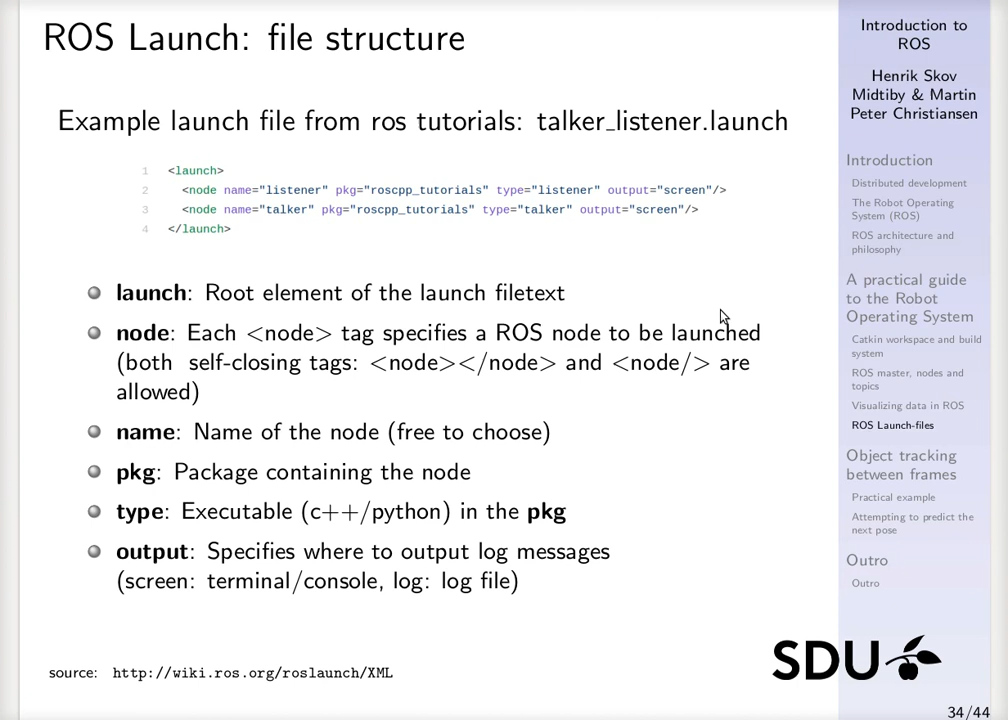 ROS Launch: file structure
Example launch file from ros tutorials: talker_listener.launch
1 <launch>
2 <node name="listener" pkg="roscpp_tutorials" type="listener" output="screen"/>
3 <node name="talker" pkg="roscpp_tutorials" type="talker" output="screen"/>
4 </launch>
launch: Root element of the launch filetext
node: Each <node> tag specifies a ROS node to be launched
(both self-closing tags: <node></node> and <node/> are
allowed)
name: Name of the node (free to choose)
pkg: Package containing the node
type: Executable (c++/python) in the pkg
output: Specifies where to output log messages
(screen: terminal/console, log: log file)
source: http://wiki.ros.org/roslaunch/XML
SDU
Introduction to
ROS
Henrik Skov
Midtiby & Martin
Peter Christiansen
Introduction
Distributed development
The Robot Operating
System (ROS)
ROS architecture and
philosophy
A practical guide
to the Robot
Operating System
Catkin workspace and build
system
ROS master, nodes and
topics
Visualizing data in ROS
ROS Launch-files
Object tracking
between frames
Practical example
Attempting to predict the
next pose
Outro
Outro
34/44